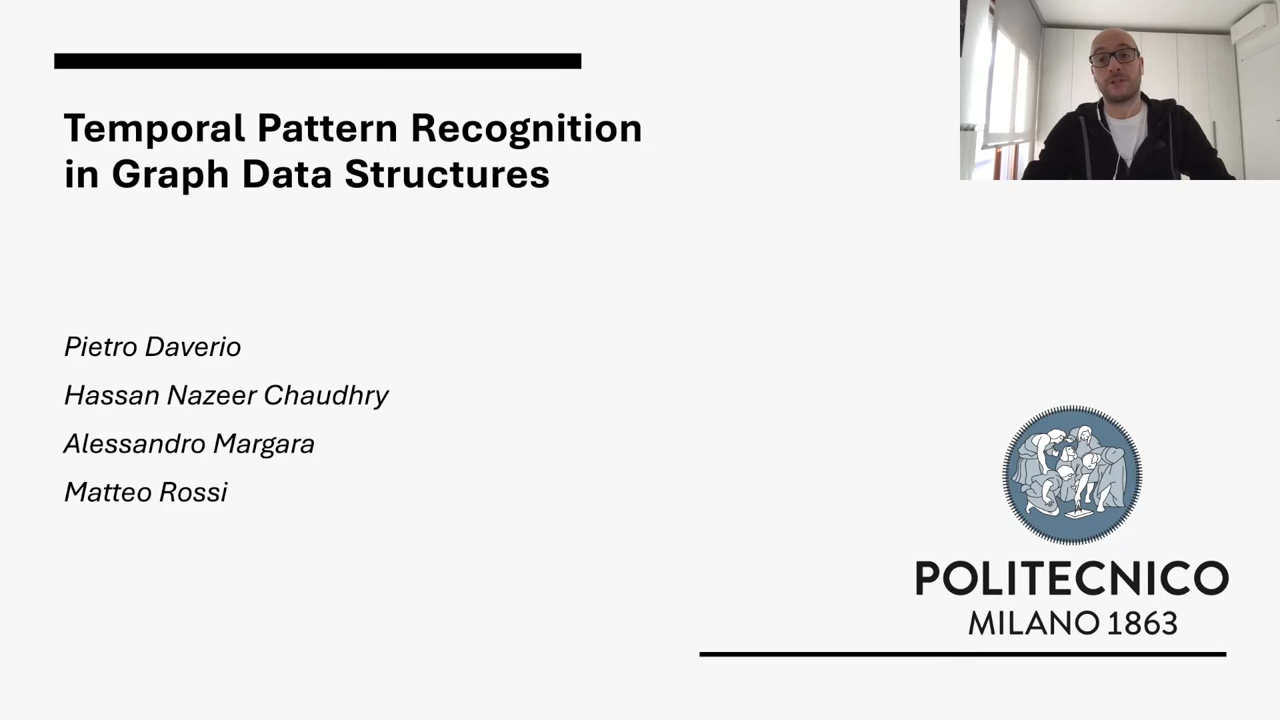 Temporal Pattern Recognition
in Graph Data Structures
Pietro Daverio
Hassan Nazeer Chaudhry
Alessandro Margara
Matteo Rossi
POLITECNICO
MILANO 1863